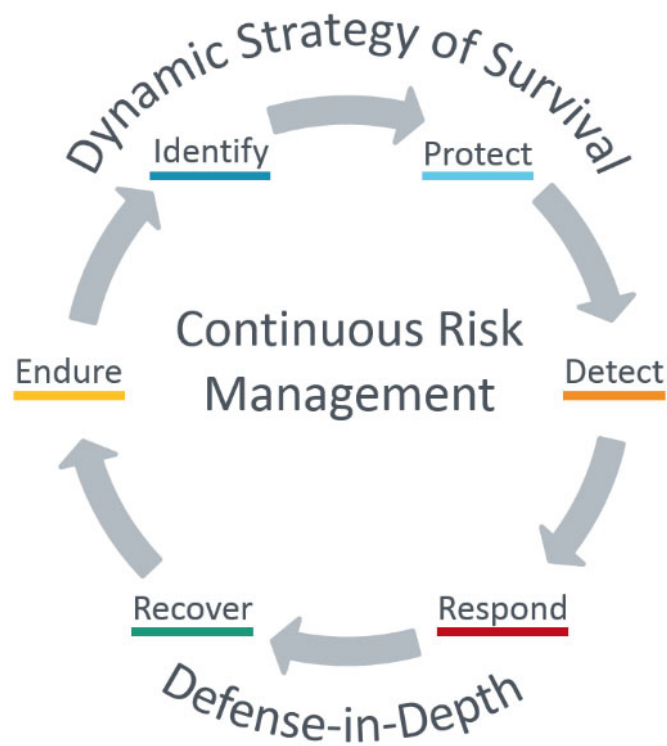 Dynamic Strategy of Survival
Identify
Protect
Continuous Risk
Management
Endure
Detect
Recover
Respond
Defense-in-Depth